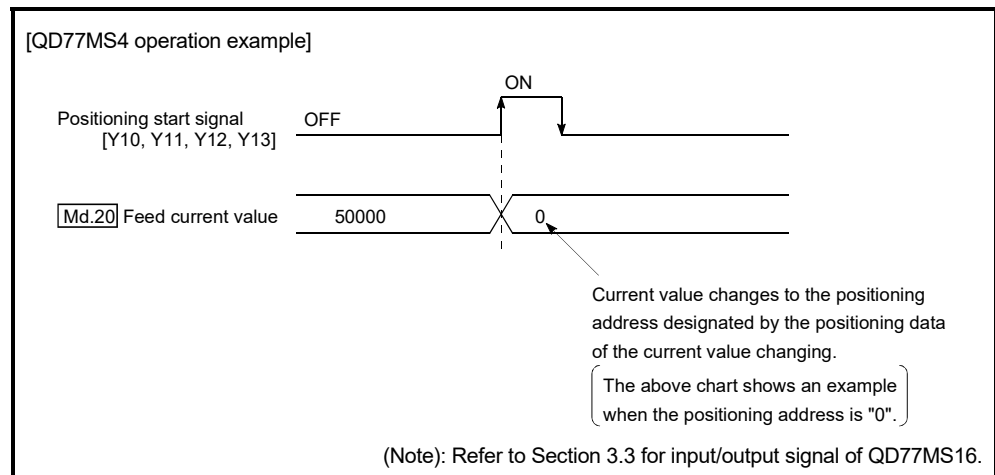 [QD77MS4 operation example]
ON
Positioning start signal
[Y10, Y11, Y12, Y13]
OFF
Md.20 Feed current value
50000
0
Current value changes to the positioning
address designated by the positioning data
of the current value changing.
The above chart shows an example
when the positioning address is "0".
(Note): Refer to Section 3.3 for input/output signal of QD77MS16.